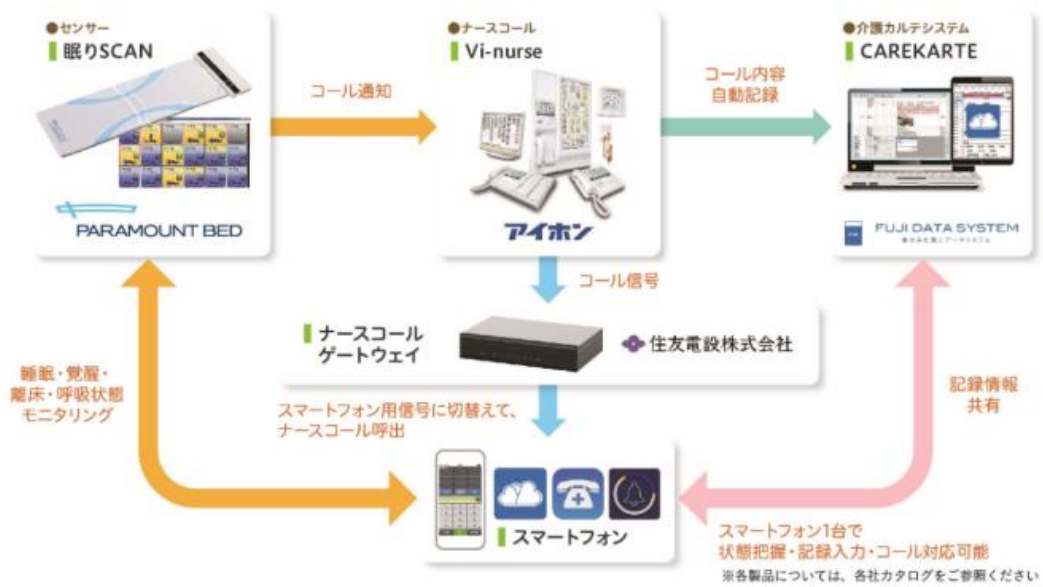 ●センサー
眠りSCAN
PARAMOUNT BED
コール通知
●ナースコール
Vi-nurse
アイホン
コール内容
自動記録
●介護カルテシステム
CAREKARTE
FUJI DATA SYSTEM
コール信号
ナースコール
ゲートウェイ
住友電設株式会社
睡眠・覚醒・
離床・呼吸状態
モニタリング
スマートフォン用信号に切替えて、
ナースコール呼出
記録情報
共有
スマートフォン
スマートフォン1台で
状態把握・記録入力・コール対応可能
※各製品については、各社カタログをご参照ください